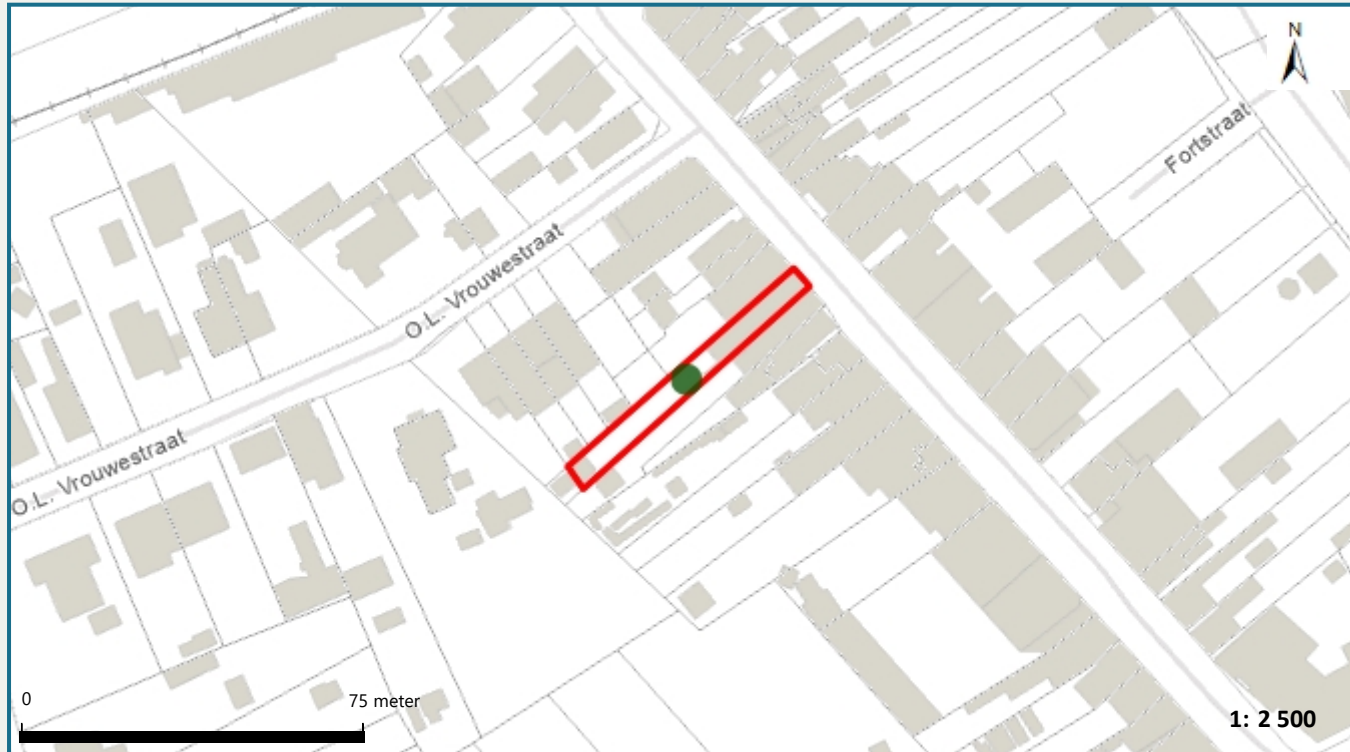 N
Fortstraat
O.L. Vrouwestraat
O.L. Vrouwestraat
0 75 meter
1: 2 500